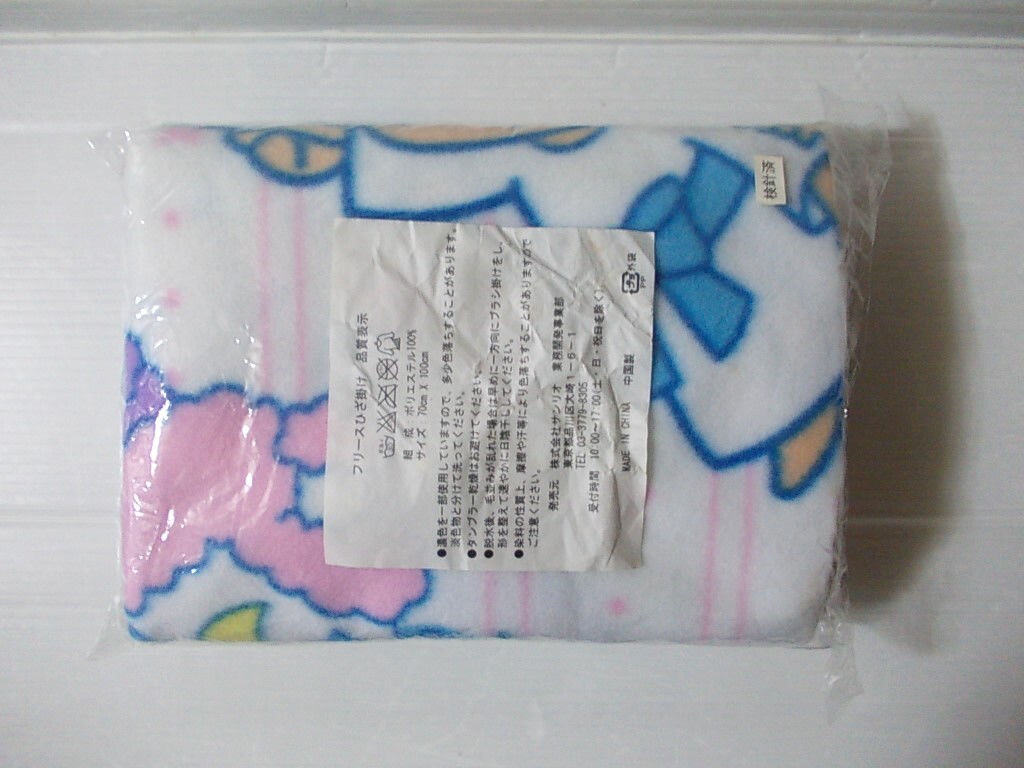 フリースひざ掛け 品質表示
組 成 ポリエステル100%
サイズ 70cm X 100cm
●濃色を一部使用していますので、多少色落ちすることがあります。
淡色物と分けて洗ってください。
●タンブラー乾燥はお避けてください。
●脱水後、毛並みが乱れた場合は早めに一方向にブラシ掛けをし、
形を整えて速やかに日陰干ししてください。
●染料の性質上、摩擦や汗等により色落ちすることがありますので
ご注意ください。
発売元 株式会社サンリオ 業務開発事業部
東京都品川区大崎1-6-1
TEL 03-3779-8305
受付時間 10:00〜17:00(土・日・祝日を除く)
MADE IN CHINA 中国製
プラ 外袋
PP
検針済